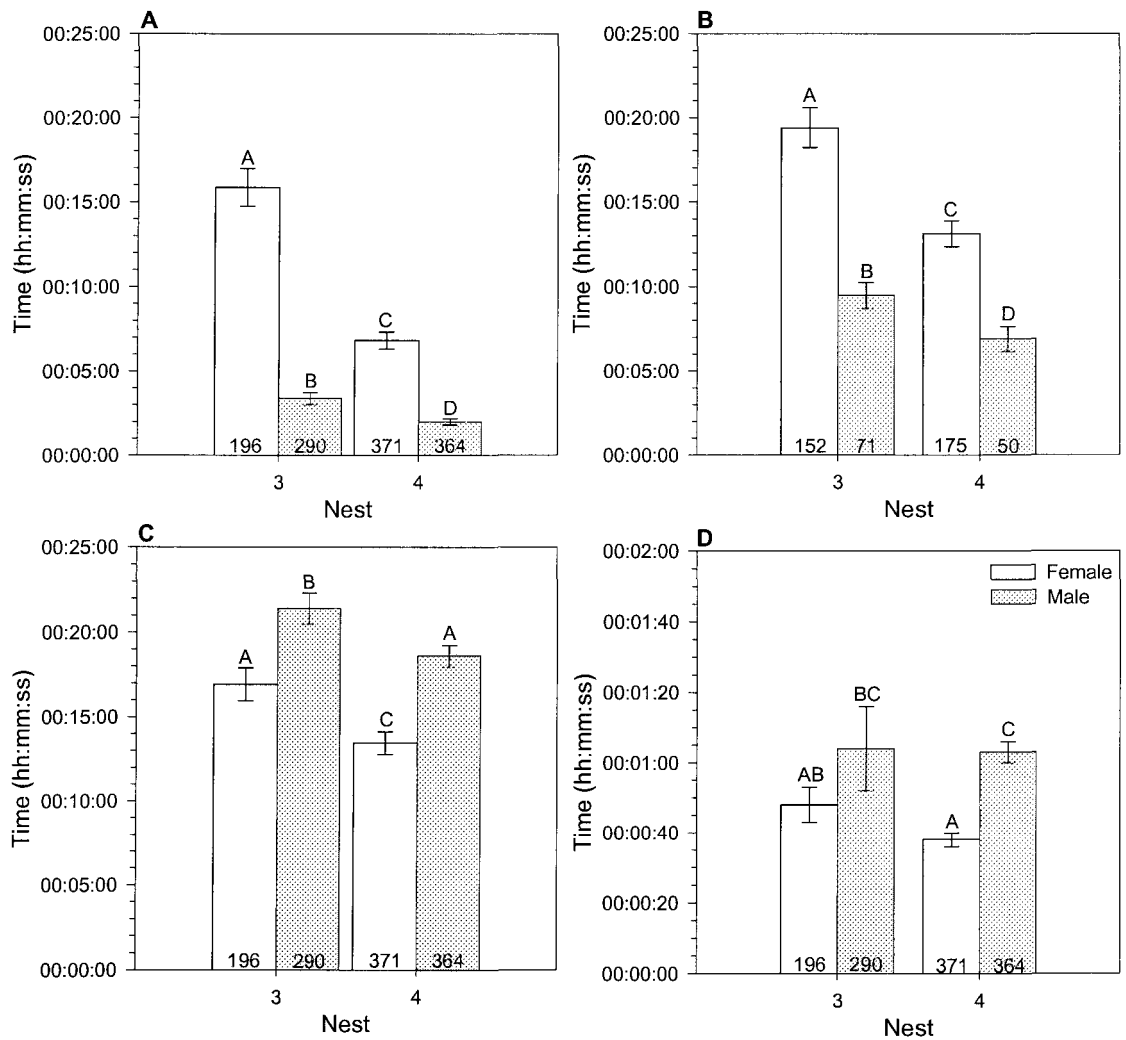 A
00:25:00
00:20:00
00:15:00
00:10:00
00:05:00
00:00:00
Time (hh:mm:ss)
A
B
C
D
196
290
371
364
3
4
Nest
B
00:25:00
00:20:00
00:15:00
00:10:00
00:05:00
00:00:00
Time (hh:mm:ss)
A
B
C
D
152
71
175
50
3
4
Nest
C
00:25:00
00:20:00
00:15:00
00:10:00
00:05:00
00:00:00
Time (hh:mm:ss)
A
B
C
A
196
290
371
364
3
4
Nest
D
00:02:00
00:01:40
00:01:20
00:01:00
00:00:40
00:00:20
00:00:00
Time (hh:mm:ss)
Female
Male
AB
BC
A
C
196
290
371
364
3
4
Nest